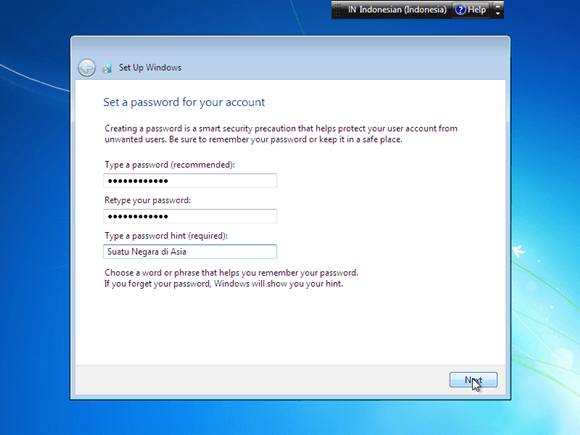 IN Indonesian (Indonesia) Help
Set Up Windows
Set a password for your account
Creating a password is a smart security precaution that helps protect your user account from
unwanted users. Be sure to remember your password or keep it in a safe place.
Type a password (recommended):
●●●●●●●●●●●●
Retype your password:
●●●●●●●●●●●●
Type a password hint (required):
Suatu Negara di Asia
Choose a word or phrase that helps you remember your password.
If you forget your password, Windows will show you your hint.
Next